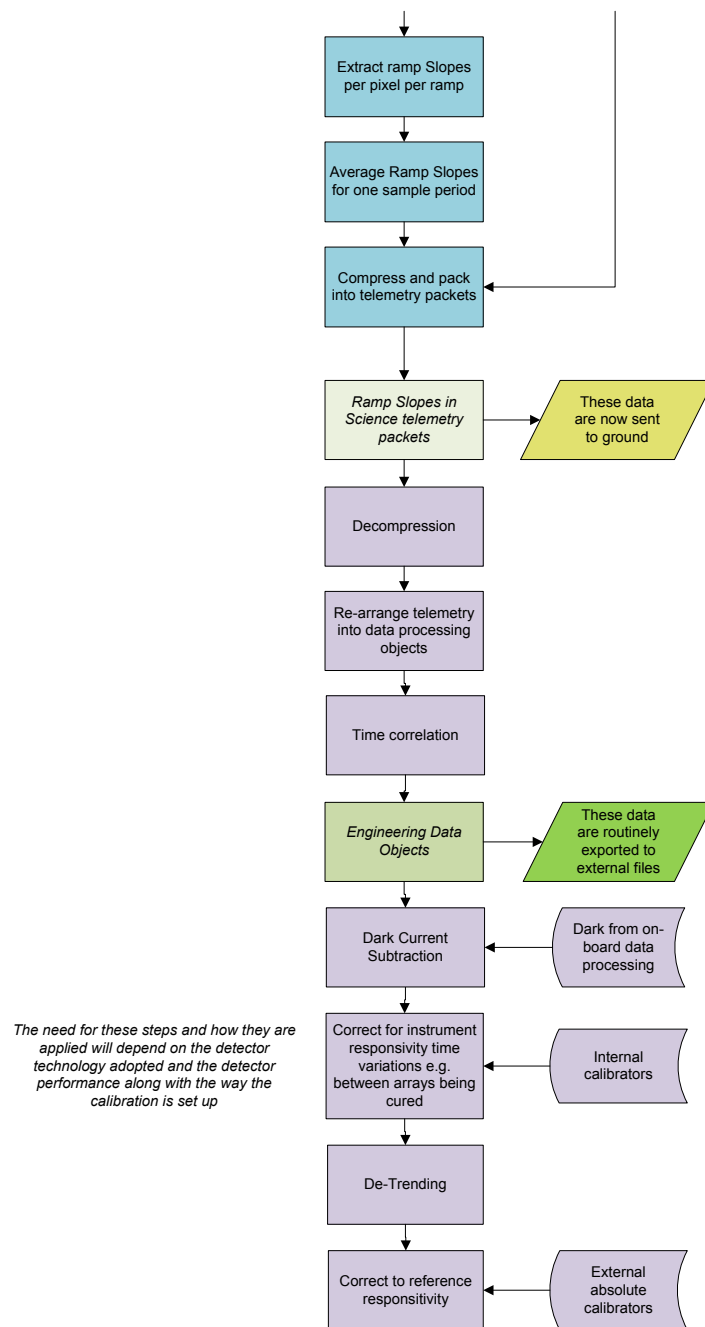 Extract ramp Slopes
per pixel per ramp
Average Ramp Slopes
for one sample period
Compress and pack
into telemetry packets
Ramp Slopes in
Science telemetry
packets
These data
are now sent
to ground
Decompression
Re-arrange telemetry
into data processing
objects
Time correlation
Engineering Data
Objects
These data
are routinely
exported to
external files
Dark Current
Subtraction
Dark from on-
board data
processing
The need for these steps and how they are
applied will depend on the detector
technology adopted and the detector
performance along with the way the
calibration is set up
Correct for instrument
responsivity time
variations e.g.
between arrays being
cured
Internal
calibrators
De-Trending
Correct to reference
responsitivity
External
absolute
calibrators